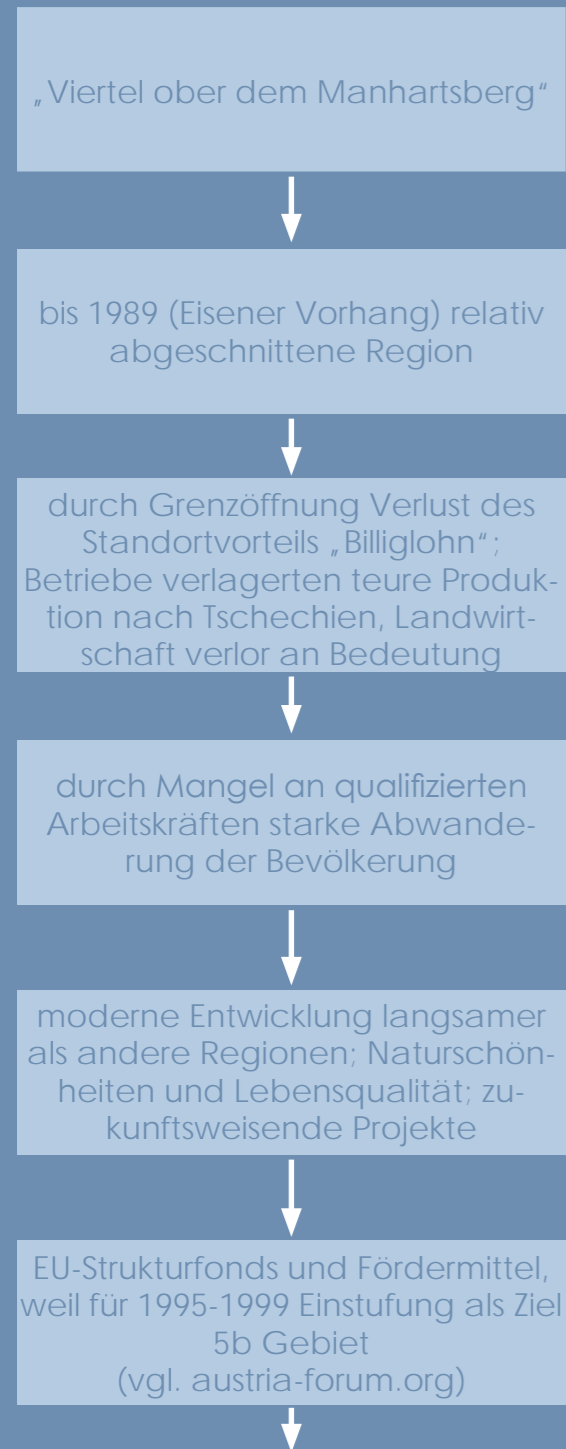 „Viertel ober dem Manhartsberg“
bis 1989 (Eisener Vorhang) relativ
abgeschnittene Region
durch Grenzöffnung Verlust des
Standortvorteils „Billiglohn“;
Betriebe verlagerten teure Produk-
tion nach Tschechien, Landwirt-
schaft verlor an Bedeutung
durch Mangel an qualifizierten
Arbeitskräften starke Abwande-
rung der Bevölkerung
moderne Entwicklung langsamer
als andere Regionen; Naturschön-
heiten und Lebensqualität; zu-
kunftsweisende Projekte
EU-Strukturfonds und Fördermittel,
weil für 1995-1999 Einstufung als Ziel
5b Gebiet
(vgl. austria-forum.org)